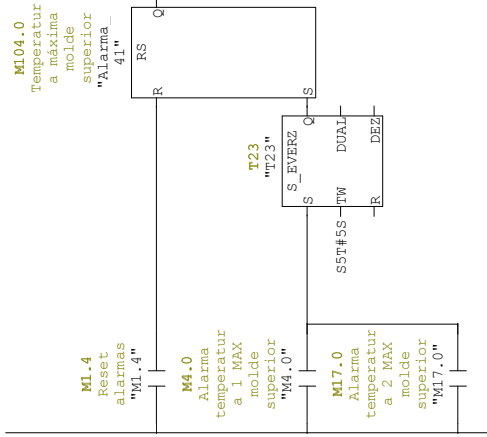 M104.0
Temperatur
a máxima
molde
superior
"Alarma_
41"
RS
R
S
Q
T23
"T23"
S_EVERZ
S
Q
S5T#5S
TW
DUAL
R
DEZ
M1.4
Reset
alarmas
"M1.4"
M4.0
Alarma
temperatur
a 1 MAX
molde
superior
"M4.0"
M17.0
Alarma
temperatur
a 2 MAX
molde
superior
"M17.0"